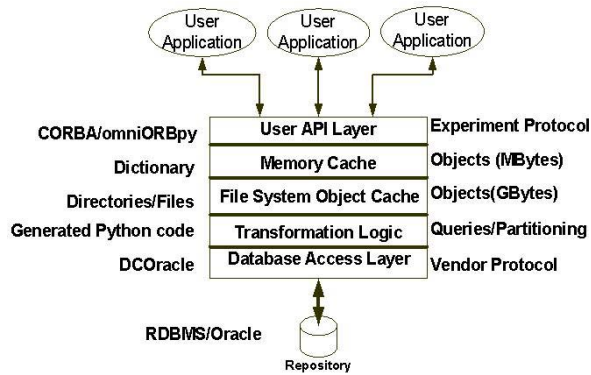 User
Application
User
Application
User
Application
CORBA/omniORBpy
User API Layer
Experiment Protocol
Dictionary
Memory Cache
Objects (MBytes)
Directories/Files
File System Object Cache
Objects(GBytes)
Generated Python code
Transformation Logic
Queries/Partitioning
DCOracle
Database Access Layer
Vendor Protocol
RDBMS/Oracle
Repository